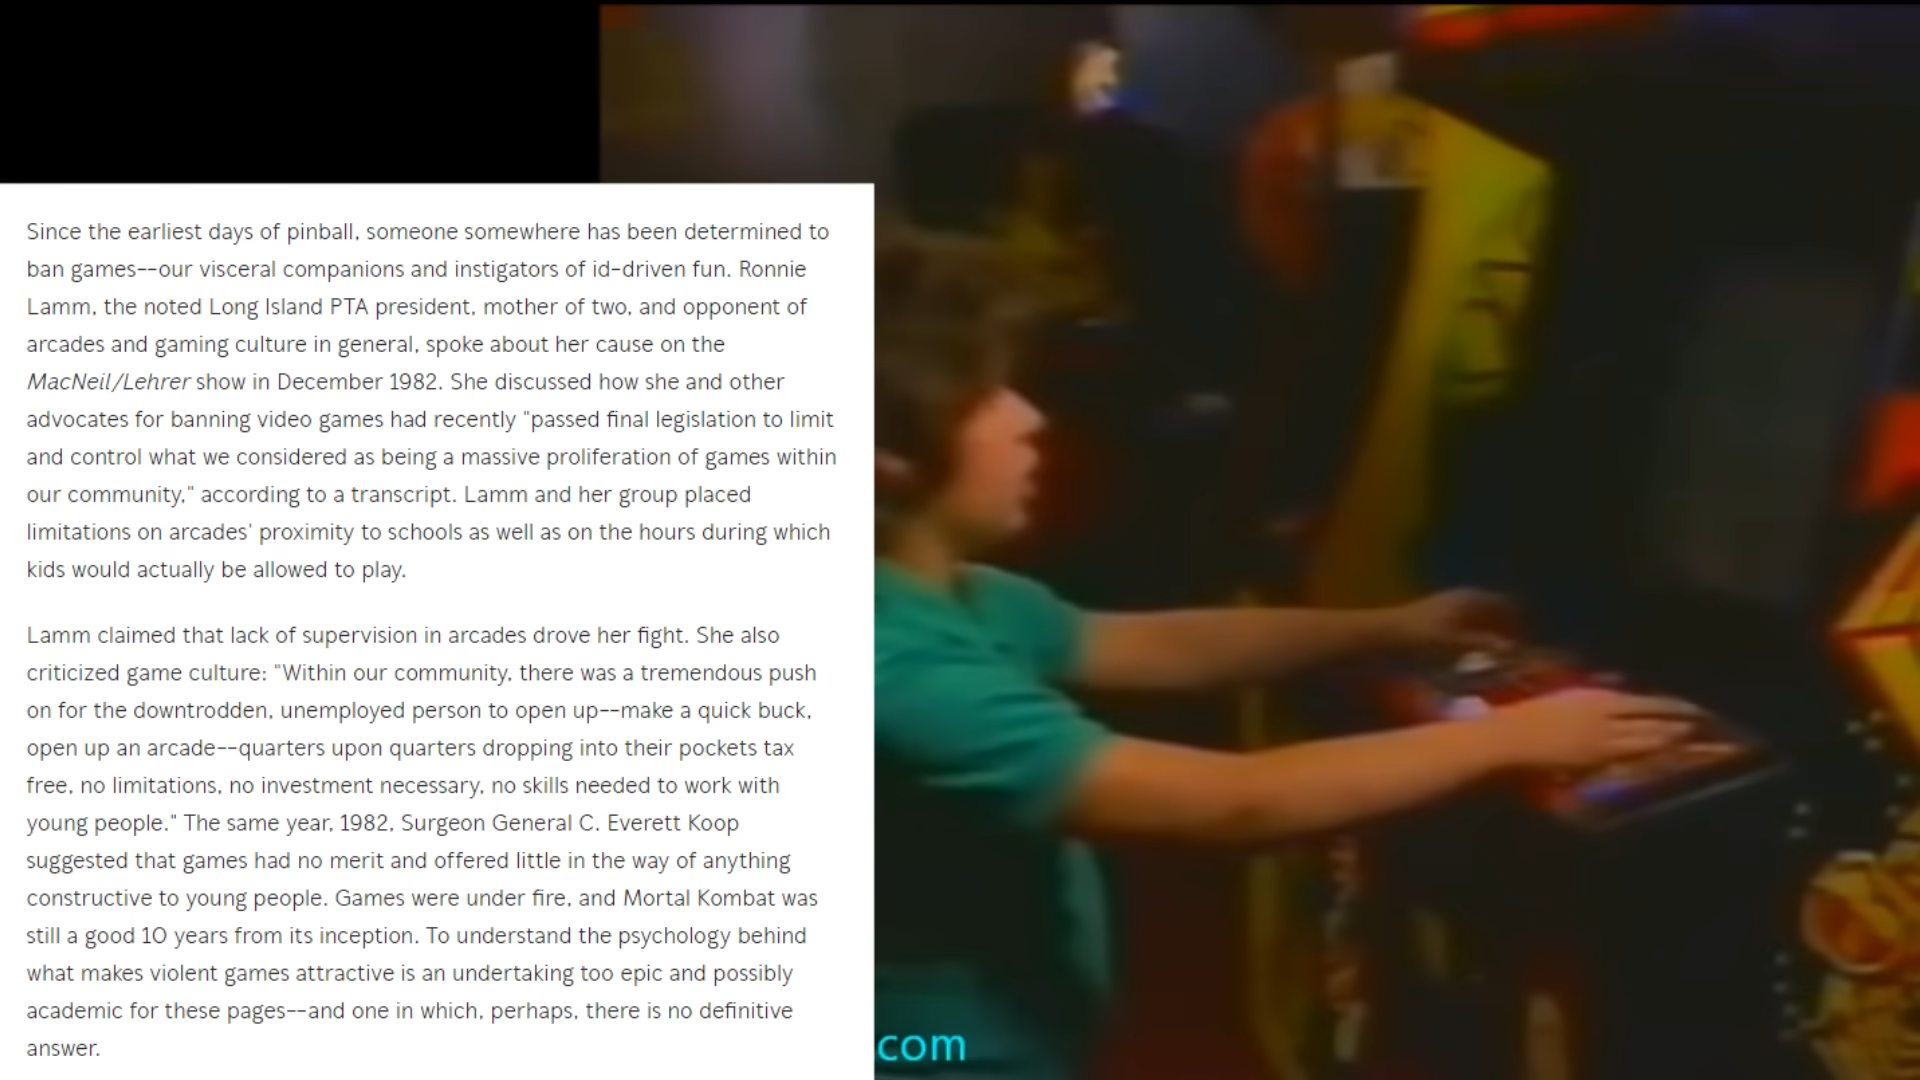 Since the earliest days of pinball, someone somewhere has been determined to
ban games--our visceral companions and instigators of id-driven fun. Ronnie
Lamm, the noted Long Island PTA president, mother of two, and opponent of
arcades and gaming culture in general, spoke about her cause on the
MacNeil/Lehrer show in December 1982. She discussed how she and other
advocates for banning video games had recently "passed final legislation to limit
and control what we considered as being a massive proliferation of games within
our community," according to a transcript. Lamm and her group placed
limitations on arcades' proximity to schools as well as on the hours during which
kids would actually be allowed to play.
Lamm claimed that lack of supervision in arcades drove her fight. She also
criticized game culture: "Within our community, there was a tremendous push
on for the downtrodden, unemployed person to open up--make a quick buck,
open up an arcade--quarters upon quarters dropping into their pockets tax
free, no limitations, no investment necessary, no skills needed to work with
young people." The same year, 1982, Surgeon General C. Everett Koop
suggested that games had no merit and offered little in the way of anything
constructive to young people. Games were under fire, and Mortal Kombat was
still a good 10 years from its inception. To understand the psychology behind
what makes violent games attractive is an undertaking too epic and possibly
academic for these pages--and one in which, perhaps, there is no definitive
answer.
com